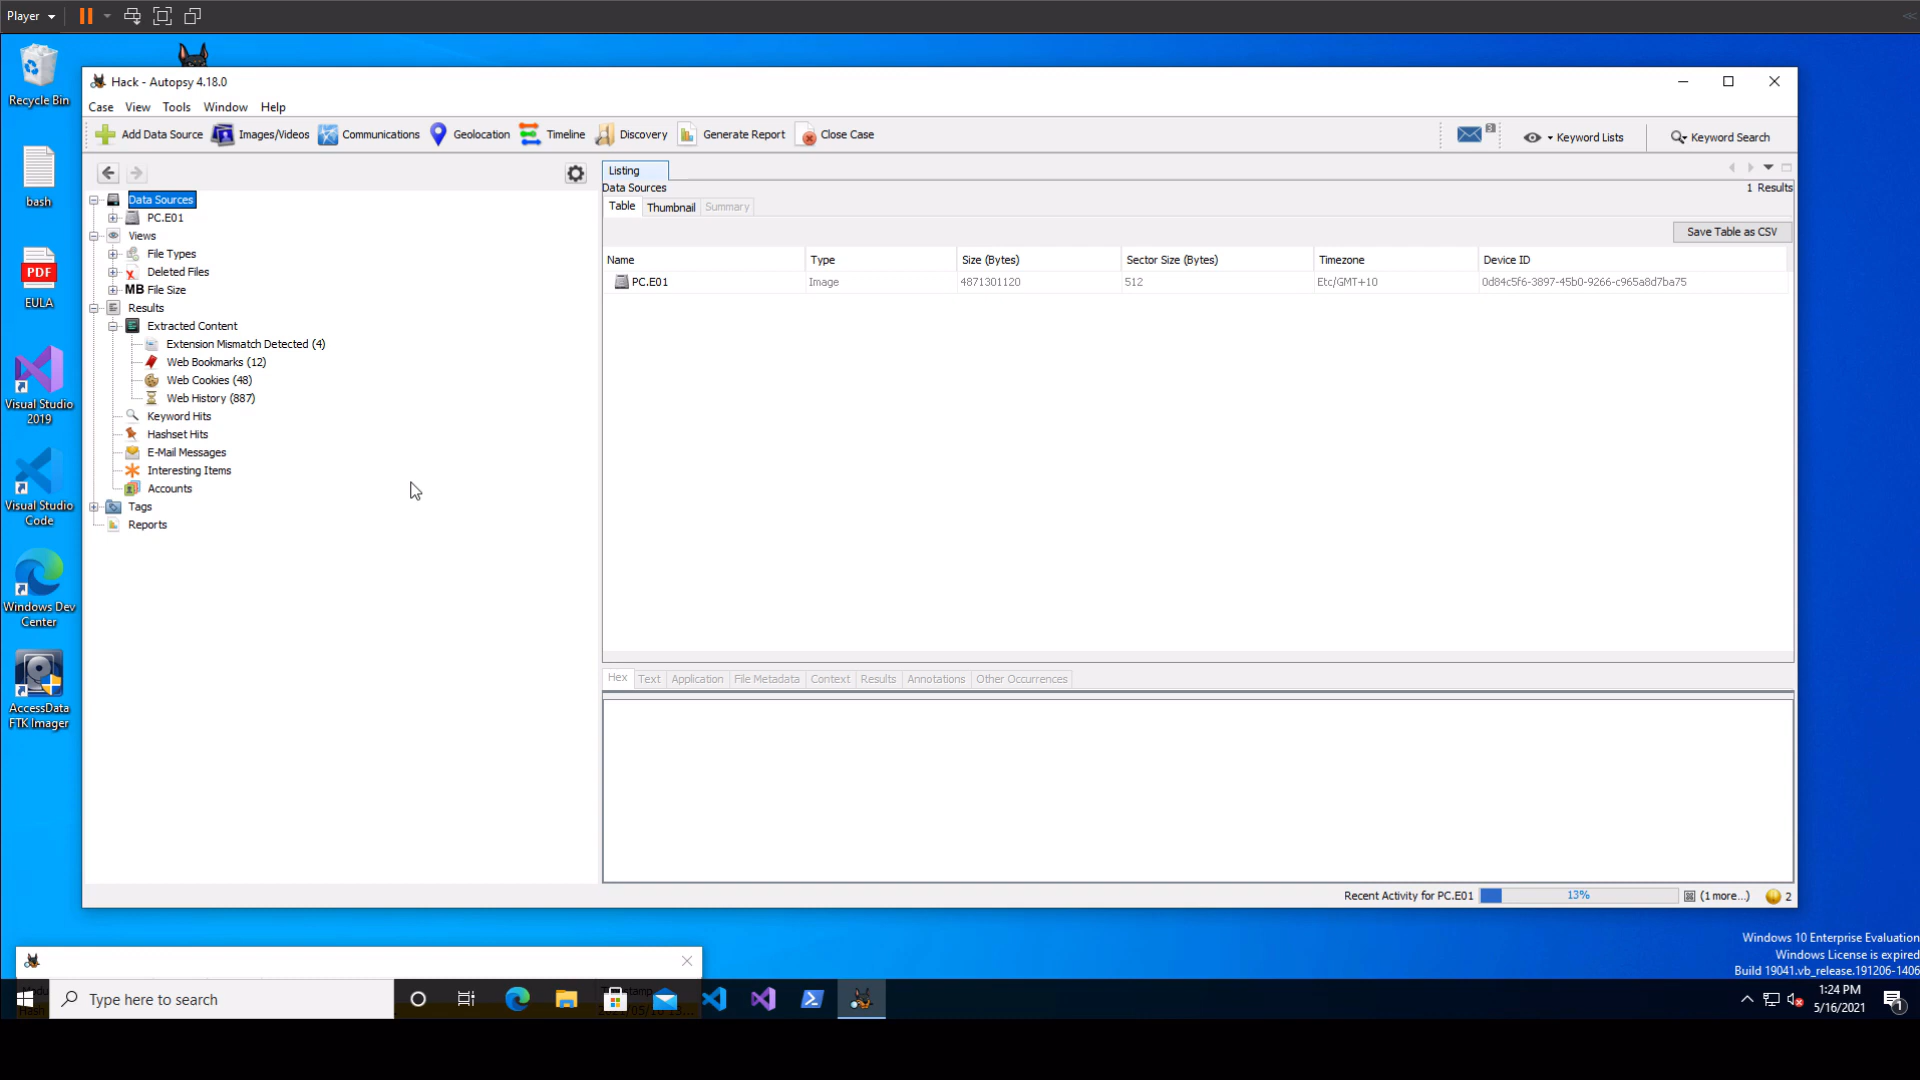 Player
Recycle Bin
bash
PDF
EULA
Visual Studio
2019
Visual Studio
Code
Windows Dev
Center
AccessData
FTK Imager
Hack - Autopsy 4.18.0
Case View Tools Window Help
Add Data Source Images/Videos Communications Geolocation Timeline Discovery Generate Report Close Case
3 Keyword Lists Keyword Search
Data Sources
PC.E01
Views
File Types
Deleted Files
MB File Size
Results
Extracted Content
Extension Mismatch Detected (4)
Web Bookmarks (12)
Web Cookies (48)
Web History (887)
Keyword Hits
Hashset Hits
E-Mail Messages
Interesting Items
Accounts
Tags
Reports
Listing
Data Sources 1 Results
Table Thumbnail Summary
Save Table as CSV
Name Type Size (Bytes) Sector Size (Bytes) Timezone Device ID
PC.E01 Image 4871301120 512 Etc/GMT+10 0d84c5f6-3897-45b0-9266-c965a8d7ba75
Hex Text Application File Metadata Context Results Annotations Other Occurrences
Recent Activity for PC.E01 13% (1 more...) 2
Windows 10 Enterprise Evaluation
Windows License is expired
Build 19041.vb_release.191206-1406
Type here to search
1:24 PM
5/16/2021
1